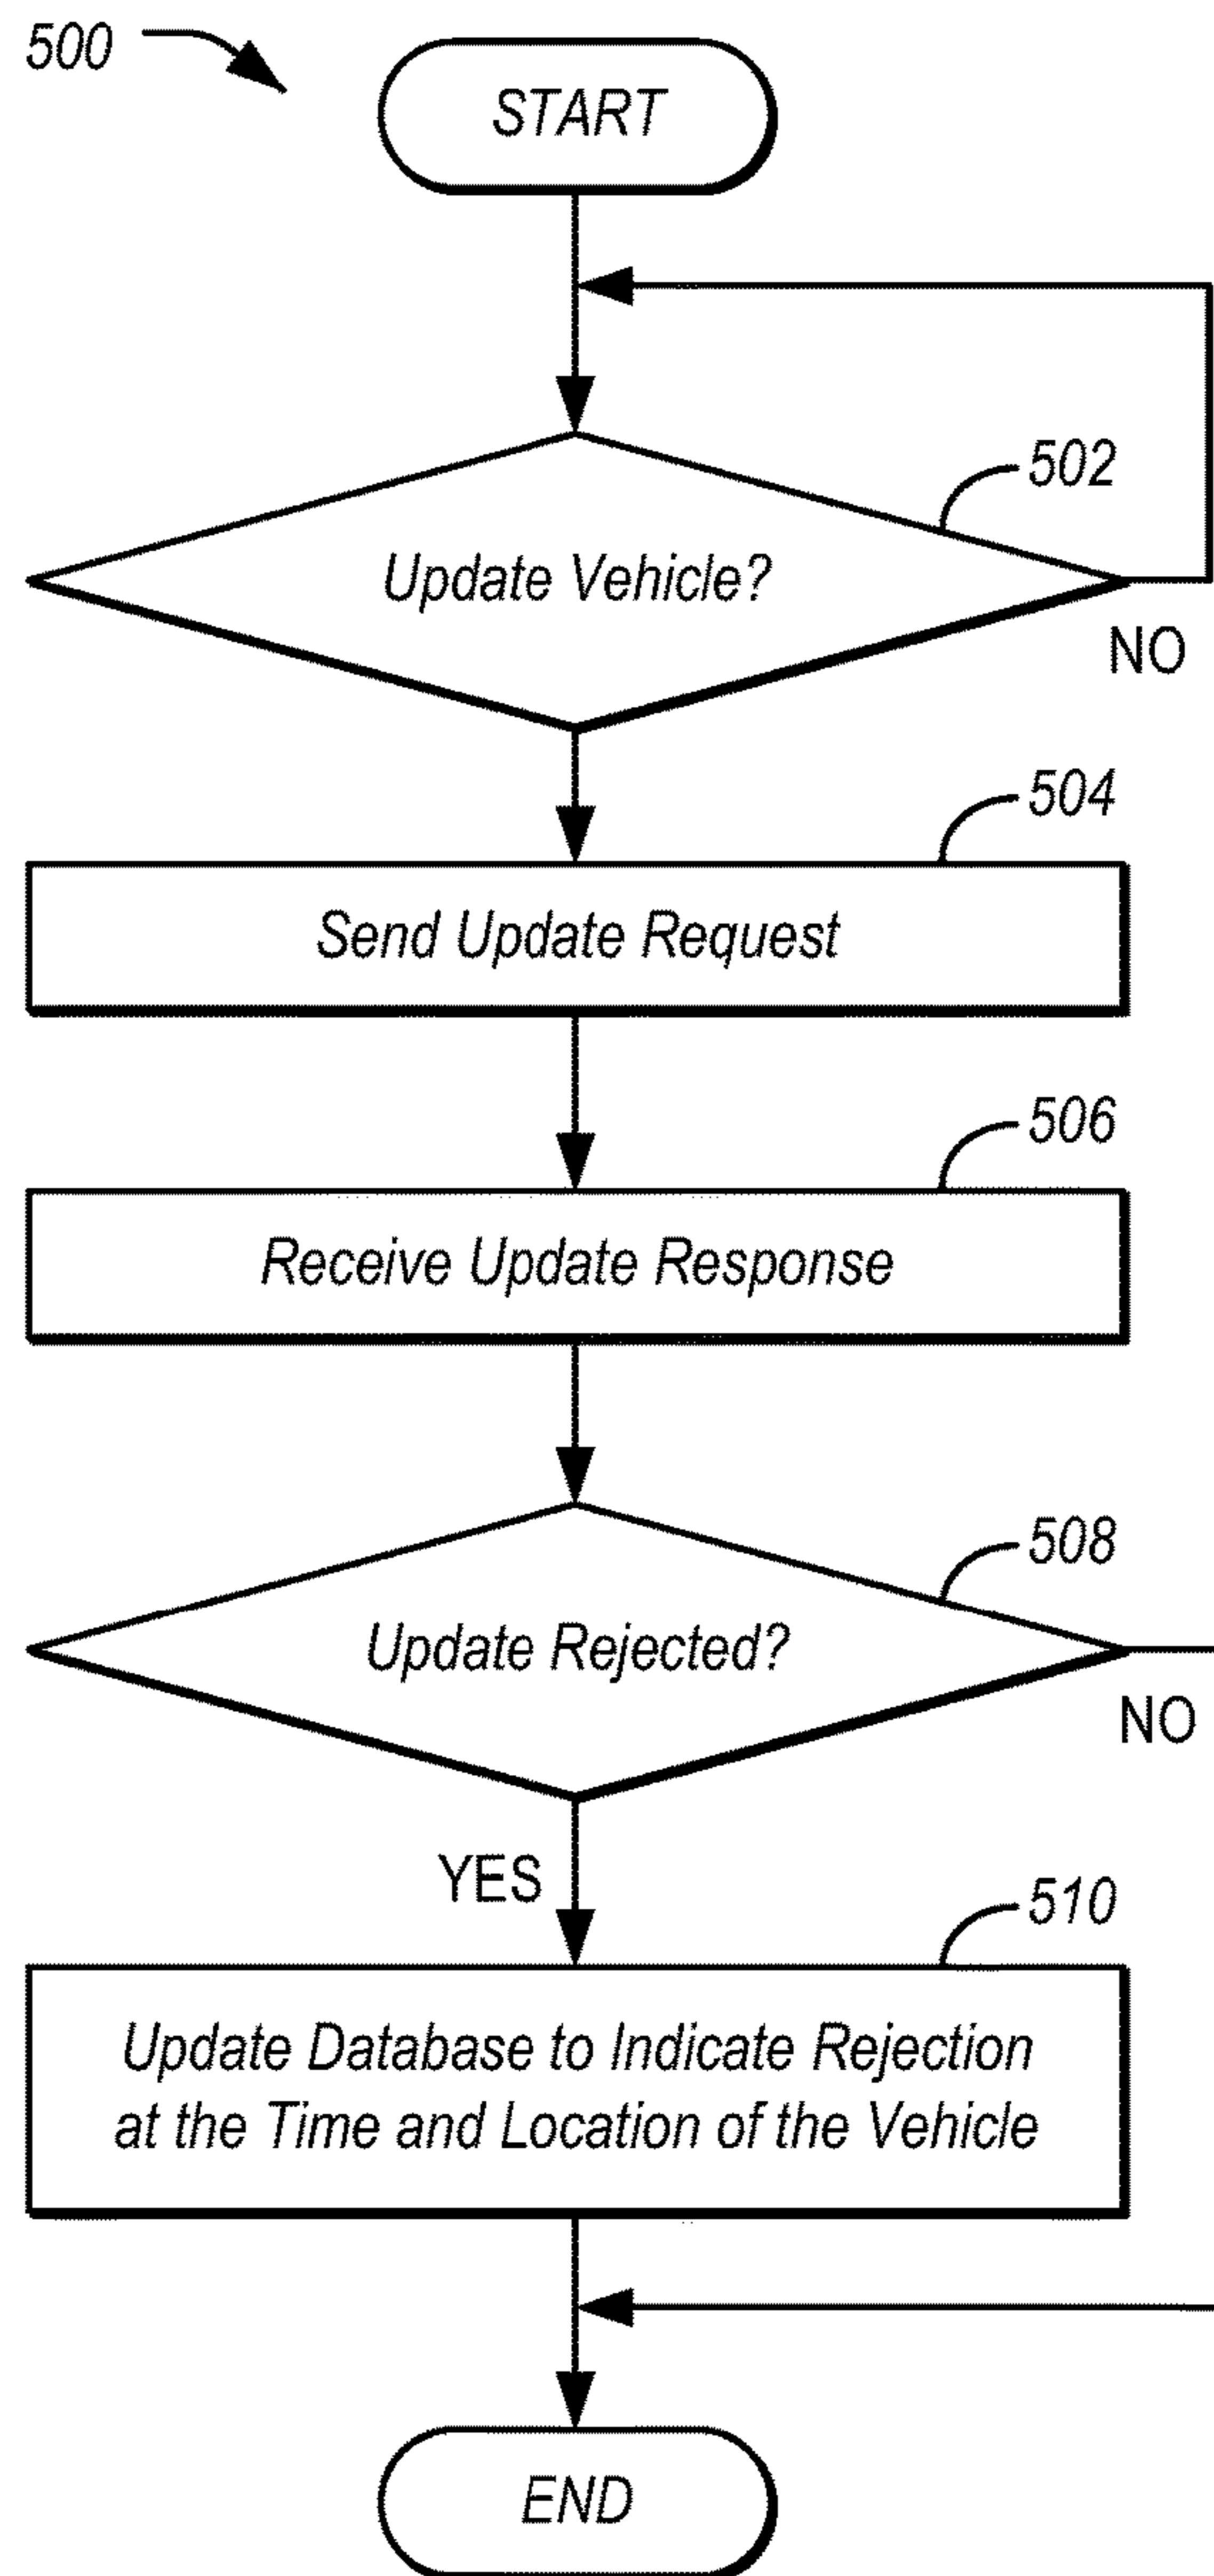 500
START
502
Update Vehicle?
NO
504
Send Update Request
506
Receive Update Response
508
Update Rejected?
NO
YES
510
Update Database to Indicate Rejection
at the Time and Location of the Vehicle
END